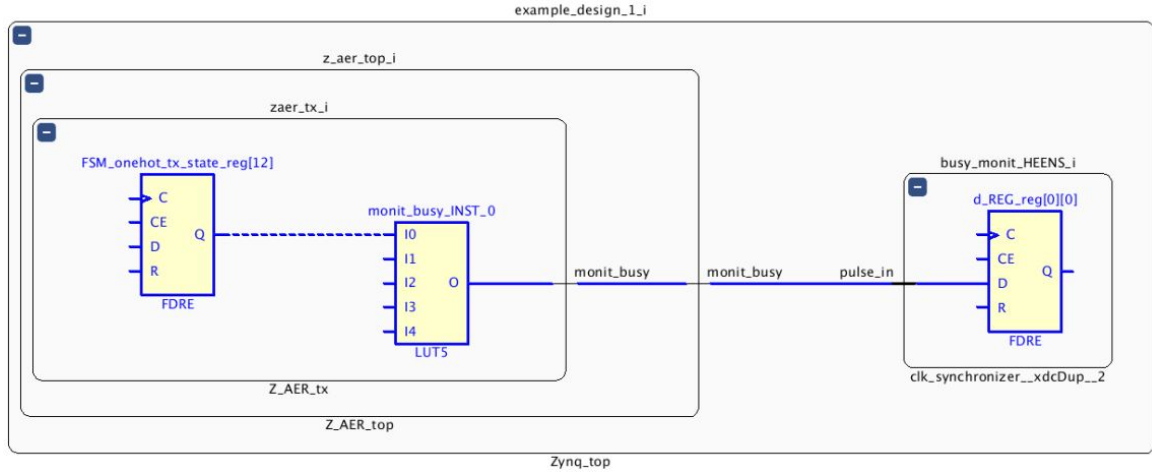 example_design_1_i
z_aer_top_i
zaer_tx_i
FSM_onehot_tx_state_reg[12]
C
CE
D
R
Q
FDRE
monit_busy_INST_0
I0
I1
I2
I3
I4
O
LUT5
monit_busy
monit_busy
pulse_in
busy_monit_HEENS_i
d_REG_reg[0][0]
C
CE
D
R
Q
FDRE
clk_synchronizer__xdcDup__2
Z_AER_tx
Z_AER_top
Zynq_top